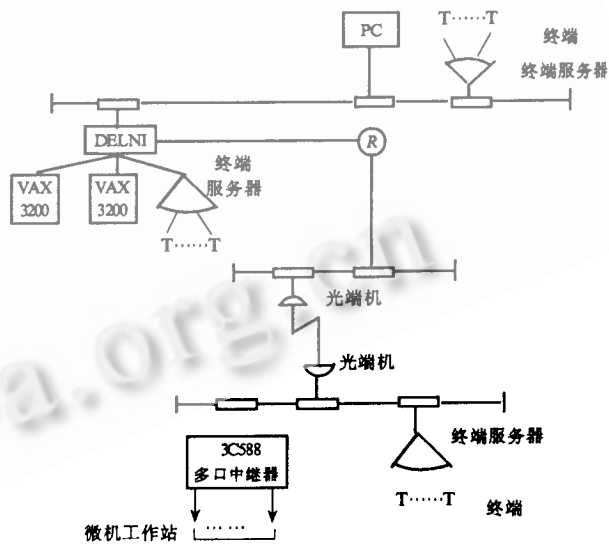 T……T
PC
终端
终端服务器
DELNI
R
VAX
3200
VAX
3200
终端
服务器
T……T
光端机
光端机
3C588
多口中继器
终端服务器
T……T
终端
微机工作站
……
a.org.cn